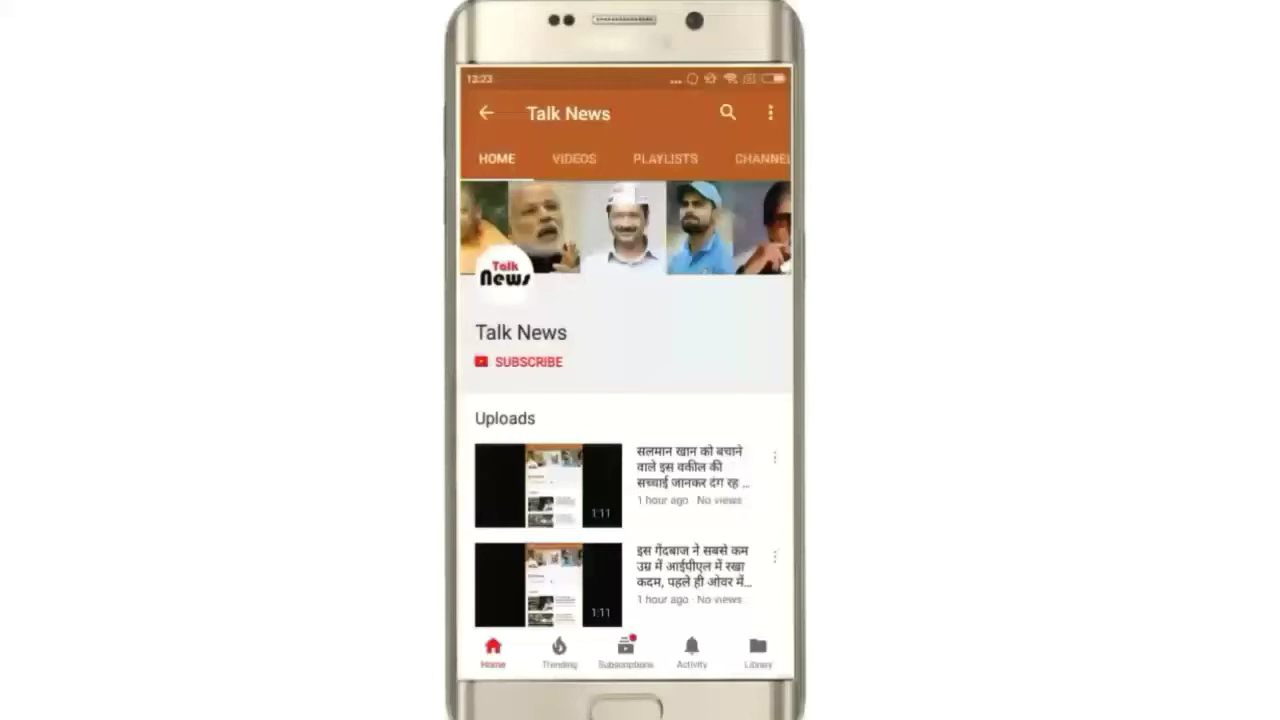 12:23
Talk News
HOME VIDEOS PLAYLISTS CHANNEL
Talk
News
Talk News
SUBSCRIBE
Uploads
सलमान खान को बचाने
वाले इस वकील की
सच्चाई जानकर दंग रह ...
1 hour ago · No views
1:11
इस गेंदबाज ने सबसे कम
उम्र में आईपीएल में रखा
कदम, पहले ही ओवर में...
1 hour ago · No views
1:11
Home Trending Subscriptions Activity Library